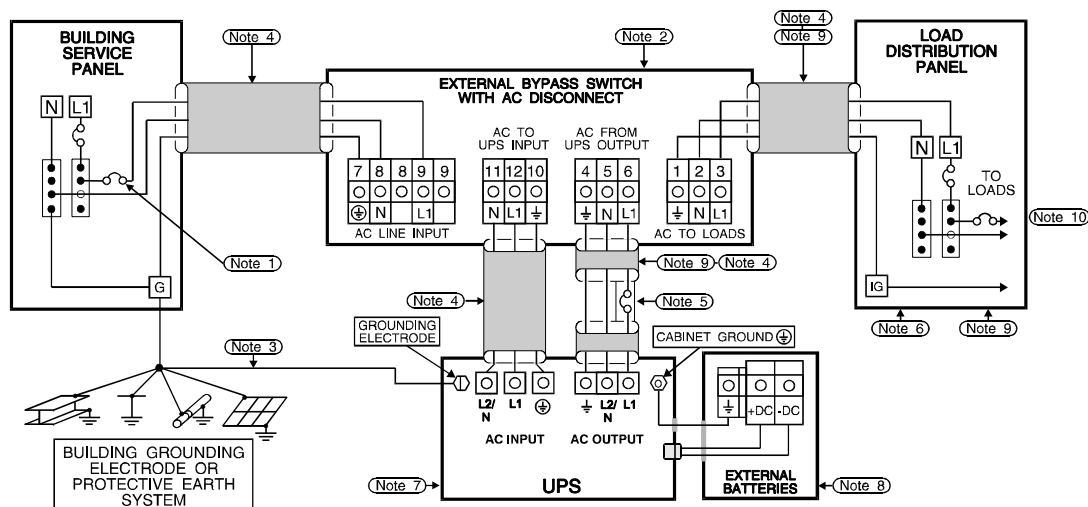 BUILDING
SERVICE
PANEL
N L1
G
Note 4
Note 1
Note 3
Note 2
EXTERNAL BYPASS SWITCH
WITH AC DISCONNECT
AC TO
UPS INPUT
AC FROM
UPS OUTPUT
7 8 8 9 9
N L1
AC LINE INPUT
11 12 10
N L1
4 5 6
N L1
1 2 3
N L1
AC TO LOADS
Note 4
Note 9
LOAD
DISTRIBUTION
PANEL
N L1
TO
LOADS
IG
Note 10
Note 6
Note 9
Note 9
Note 4
Note 4
Note 5
GROUNDING
ELECTRODE
CABINET GROUND
L2/
N
L1
AC INPUT
L2/
N
L1
AC OUTPUT
UPS
Note 7
+DC -DC
EXTERNAL
BATTERIES
Note 8
BUILDING GROUNDING
ELECTRODE OR
PROTECTIVE EARTH
SYSTEM